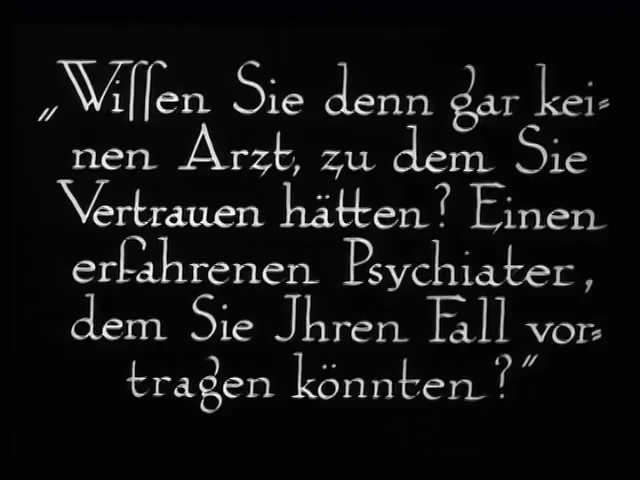 „Wiſſen Sie denn gar kei-
nen Arzt, zu dem Sie
Vertrauen hätten? Einen
erfahrenen Psychiater,
dem Sie Ihren Fall vor-
tragen könnten?“